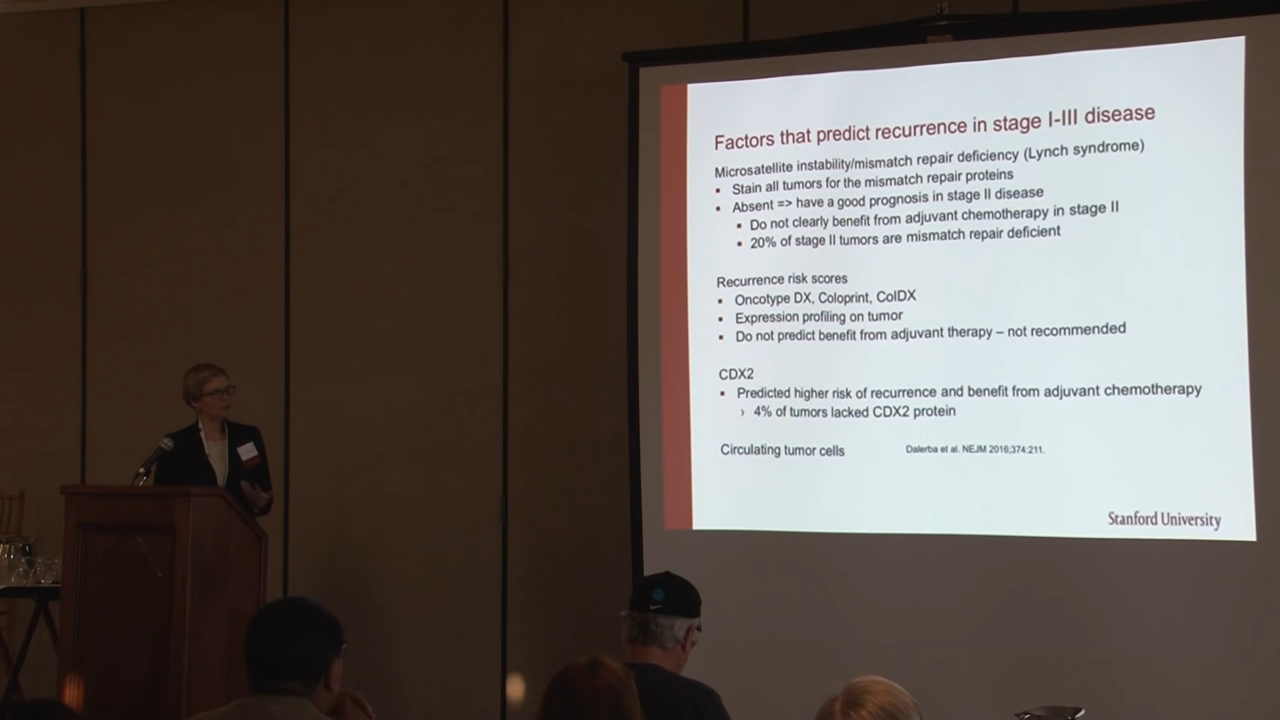 Factors that predict recurrence in stage I-III disease
Microsatellite instability/mismatch repair deficiency (Lynch syndrome)
▪ Stain all tumors for the mismatch repair proteins
▪ Absent => have a good prognosis in stage II disease
▪ Do not clearly benefit from adjuvant chemotherapy in stage II
▪ 20% of stage II tumors are mismatch repair deficient
Recurrence risk scores
▪ Oncotype DX, Coloprint, ColDX
▪ Expression profiling on tumor
▪ Do not predict benefit from adjuvant therapy – not recommended
CDX2
▪ Predicted higher risk of recurrence and benefit from adjuvant chemotherapy
› 4% of tumors lacked CDX2 protein
Circulating tumor cells
Dalerba et al. NEJM 2016;374:211.
Stanford University